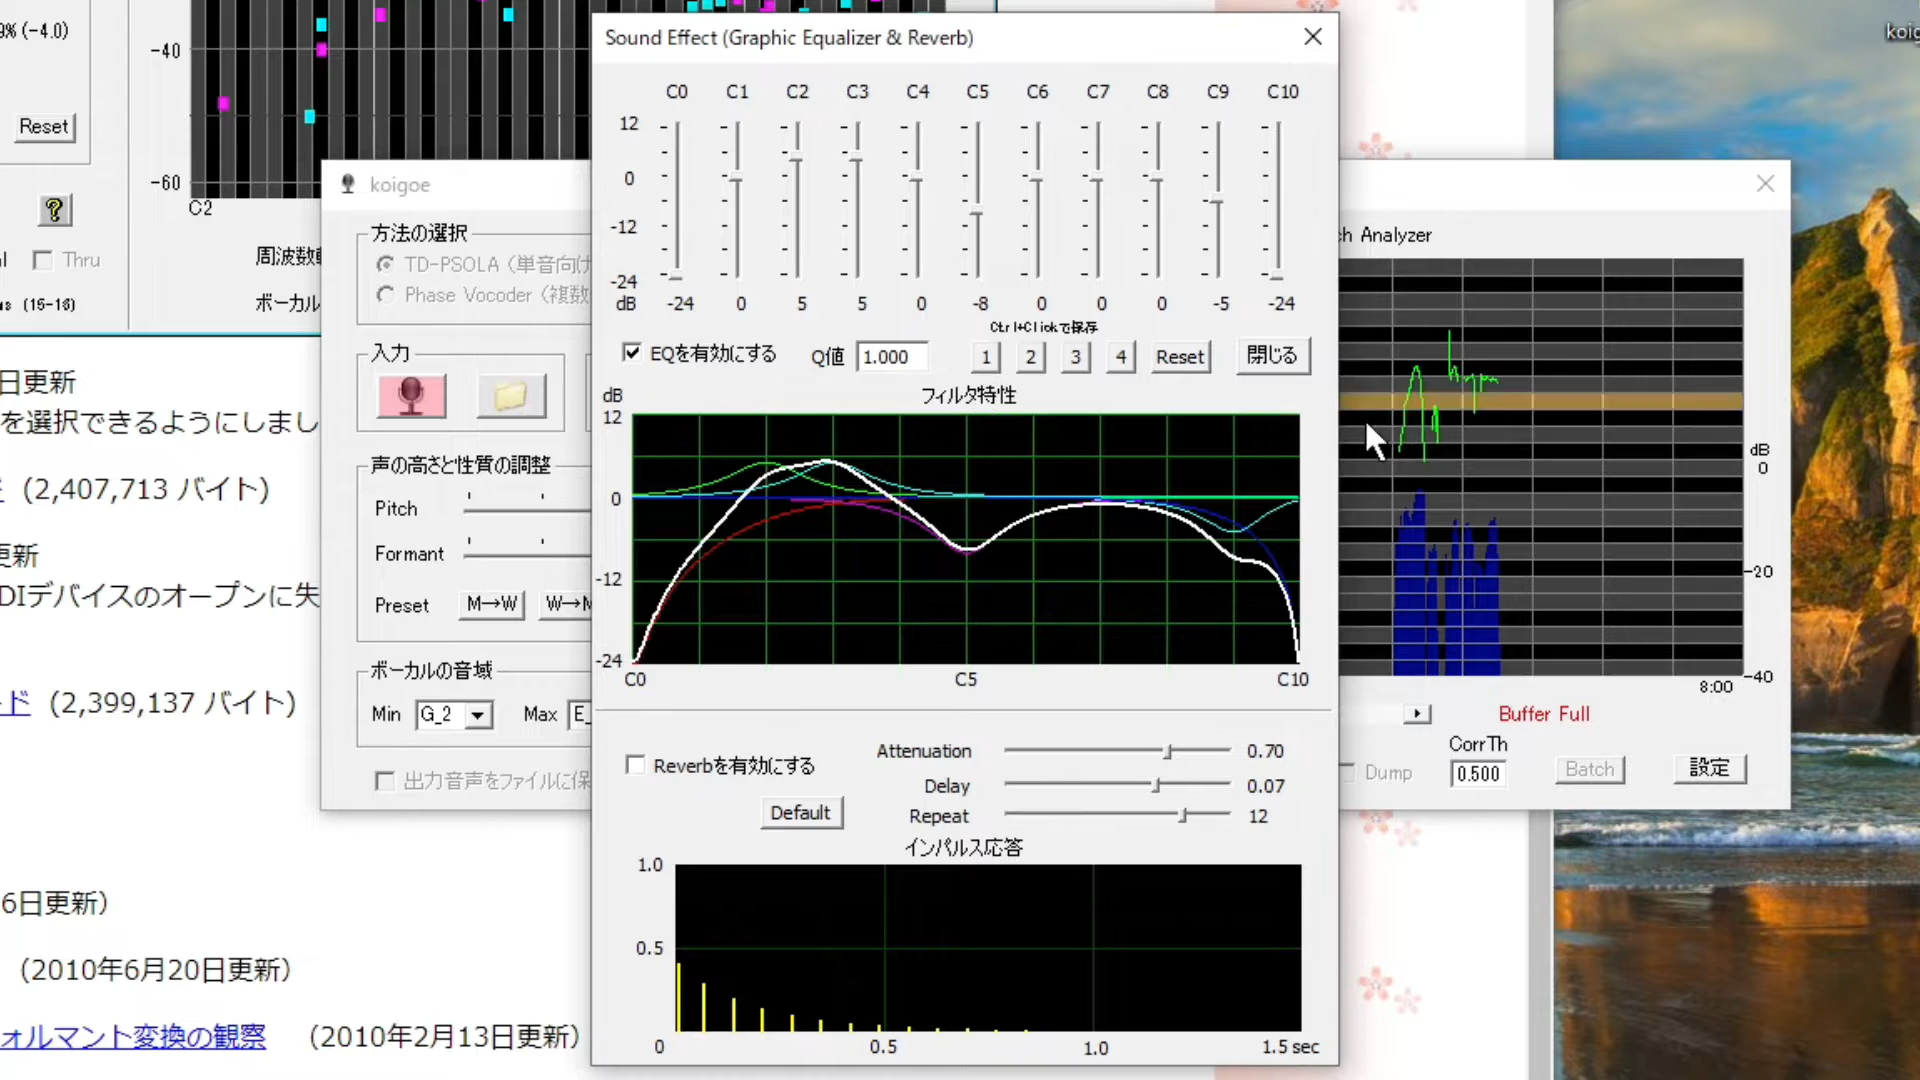 9% (-4.0)
Reset
Thru
(15-16)
-40
-60
C2
周波数
ボーカル
koig
日更新
を選択できるようにしまし
(2,407,713 バイト)
更新
DIデバイスのオープンに失
ード (2,399,137 バイト)
6日更新)
(2010年6月20日更新)
ォルマント変換の観察 (2010年2月13日更新)
koigoe
方法の選択
TD-PSOLA (単音向け
Phase Vocoder (複数
入力
声の高さと性質の調整
Pitch
Formant
Preset M→W W→M
ボーカルの音域
Min G_2 Max E_
出力音声をファイルに保
Sound Effect (Graphic Equalizer & Reverb)
C0 C1 C2 C3 C4 C5 C6 C7 C8 C9 C10
12
0
-12
-24
dB -24 0 5 5 0 -8 0 0 0 -5 -24
Ctrl+Clickで保存
EQを有効にする Q値 1.000 1 2 3 4 Reset 閉じる
dB フィルタ特性
12
0
-12
-24
C0 C5 C10
Reverbを有効にする
Default
Attenuation 0.70
Delay 0.07
Repeat 12
インパルス応答
1.0
0.5
0 0.5 1.0 1.5 sec
ch Analyzer
dB
0
-20
-40
8:00
Buffer Full
CorrTh
Dump 0.500 Batch 設定